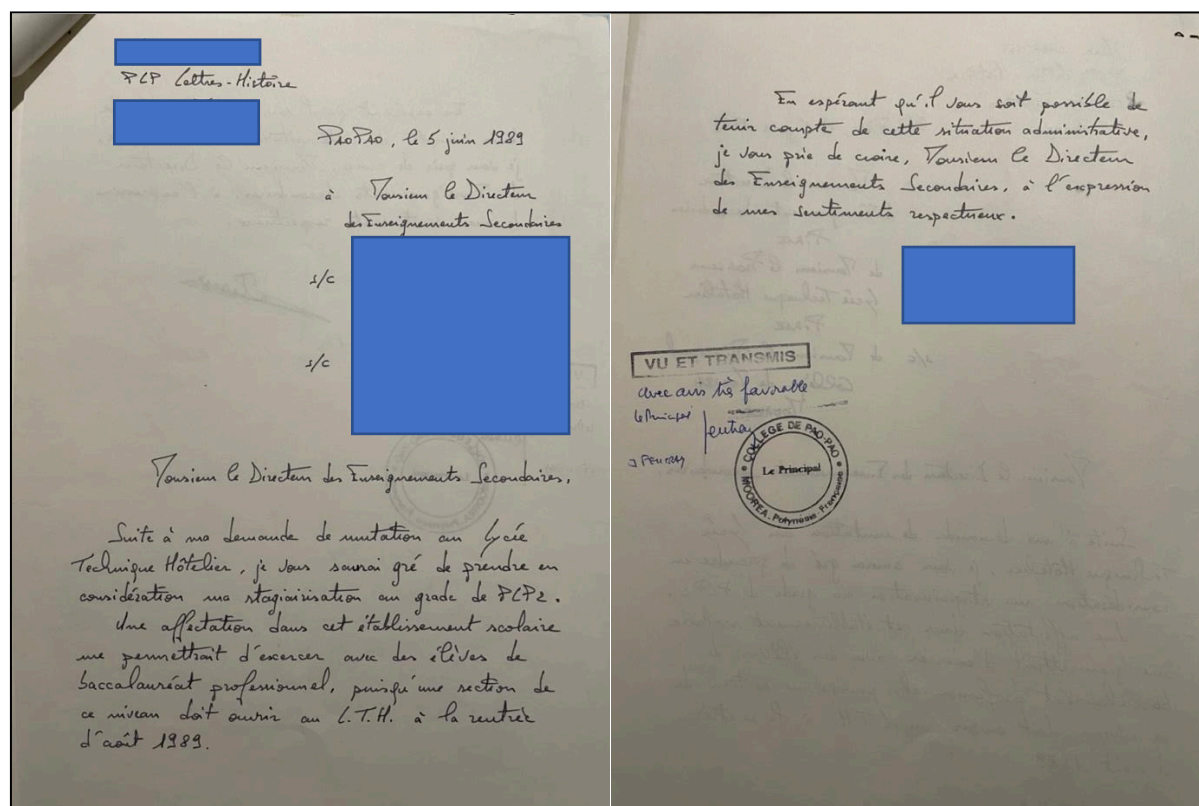 PLP Lettres-Histoire
PAOPAO, le 5 juin 1989
à Monsieur le Directeur
des Enseignements Secondaires
s/c
s/c
Monsieur le Directeur des Enseignements Secondaires,
Suite à ma demande de mutation au Lycée
Technique Hôtelier, je vous saurai gré de prendre en
considération ma stagiairisation au grade de PLP2.
Une affectation dans cet établissement scolaire
me permettrait d'exercer avec des élèves de
baccalauréat professionnel, puisqu'une section de
ce niveau doit ouvrir au L.T.H. à la rentrée
d'août 1989.
En espérant qu'il vous soit possible de
tenir compte de cette situation administrative,
je vous prie de croire, Monsieur le Directeur
des Enseignements Secondaires, à l'expression
de mes sentiments respectueux.
VU ET TRANSMIS
avec avis très favorable
le Principal
COLLEGE DE PAO-PAO
Le Principal
MOOREA - Polynésie Française